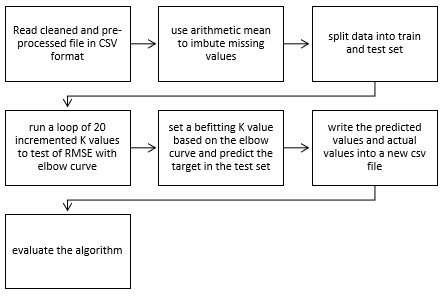 Read cleaned and pre-
processed file in CSV
format
use arithmetic mean
to imbute missing
values
split data into train
and test set
run a loop of 20
incremented K values
to test of RMSE with
elbow curve
set a befitting K value
based on the elbow
curve and predict the
target in the test set
write the predicted
values and actual
values into a new csv
file
evaluate the algorithm